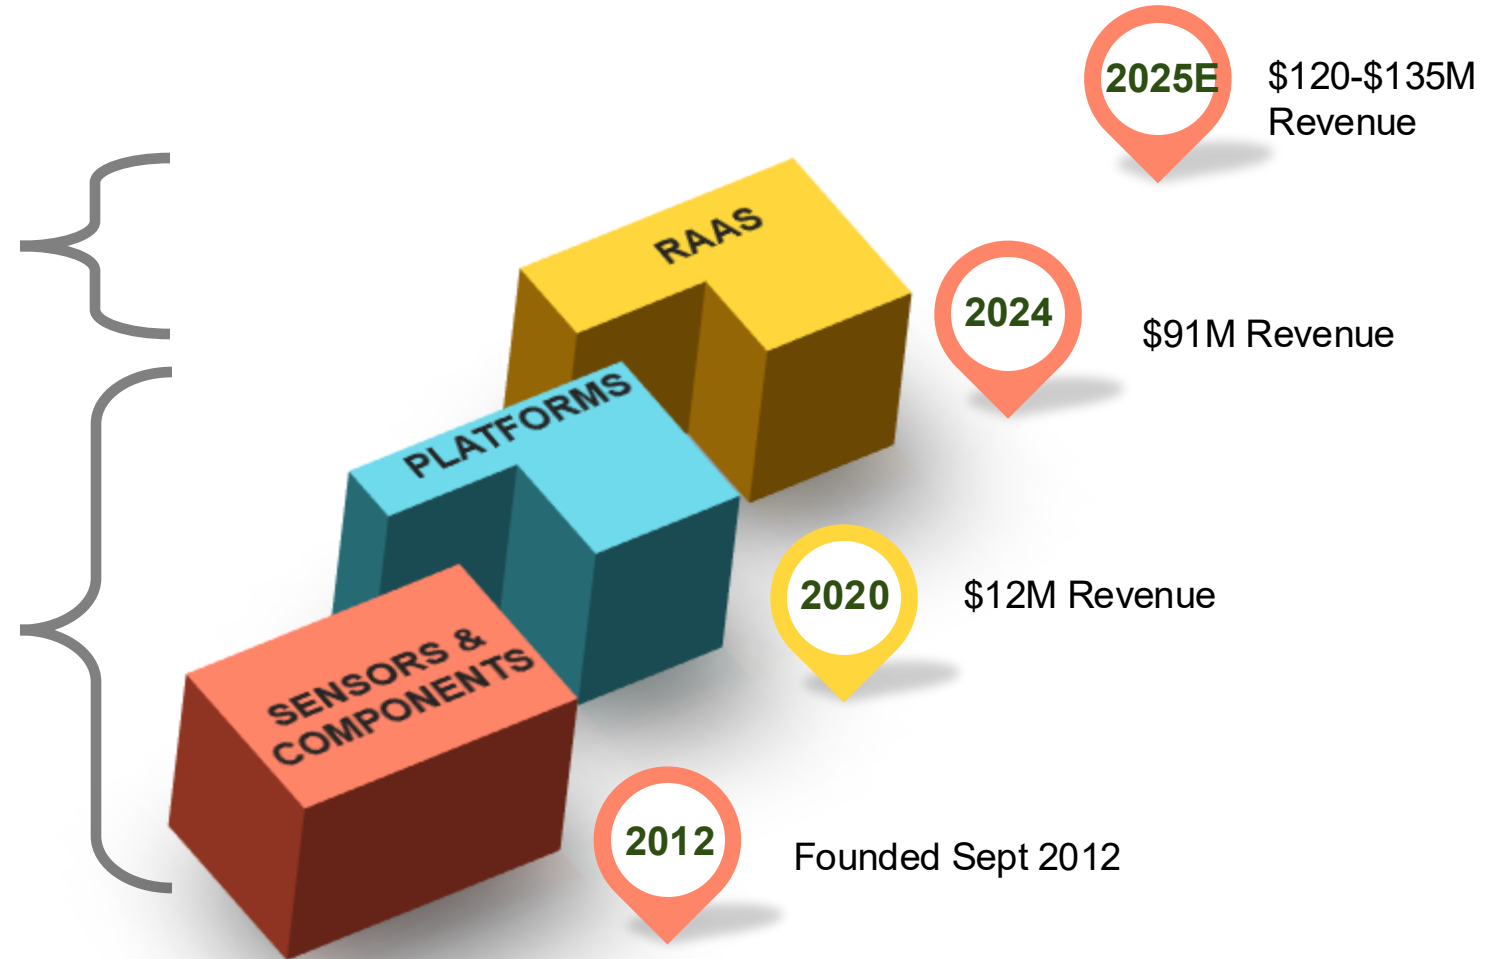 2025E
$120-$135M
Revenue
RAAS
2024
$91M Revenue
PLATFORMS
2020
$12M Revenue
SENSORS &
COMPONENTS
2012
Founded Sept 2012